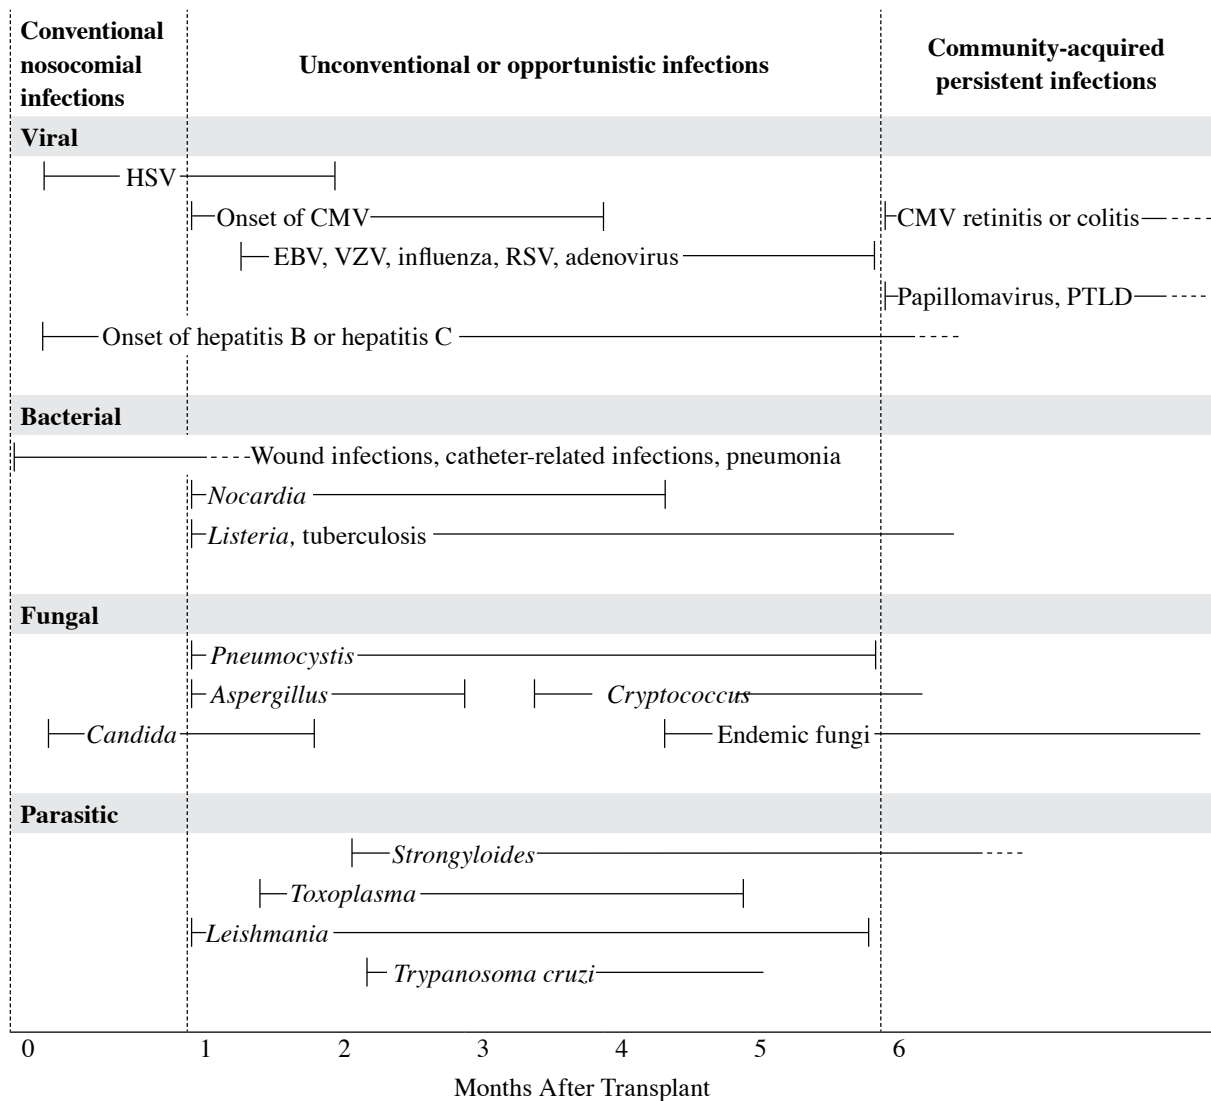 Conventional
nosocomial
infections
Unconventional or opportunistic infections
Community-acquired
persistent infections
Viral
HSV
Onset of CMV
CMV retinitis or colitis
EBV, VZV, influenza, RSV, adenovirus
Papillomavirus, PTLD
Onset of hepatitis B or hepatitis C
Bacterial
Wound infections, catheter-related infections, pneumonia
Nocardia
Listeria, tuberculosis
Fungal
Pneumocystis
Aspergillus
Cryptococcus
Candida
Endemic fungi
Parasitic
Strongyloides
Toxoplasma
Leishmania
Trypanosoma cruzi
0 1 2 3 4 5 6
Months After Transplant